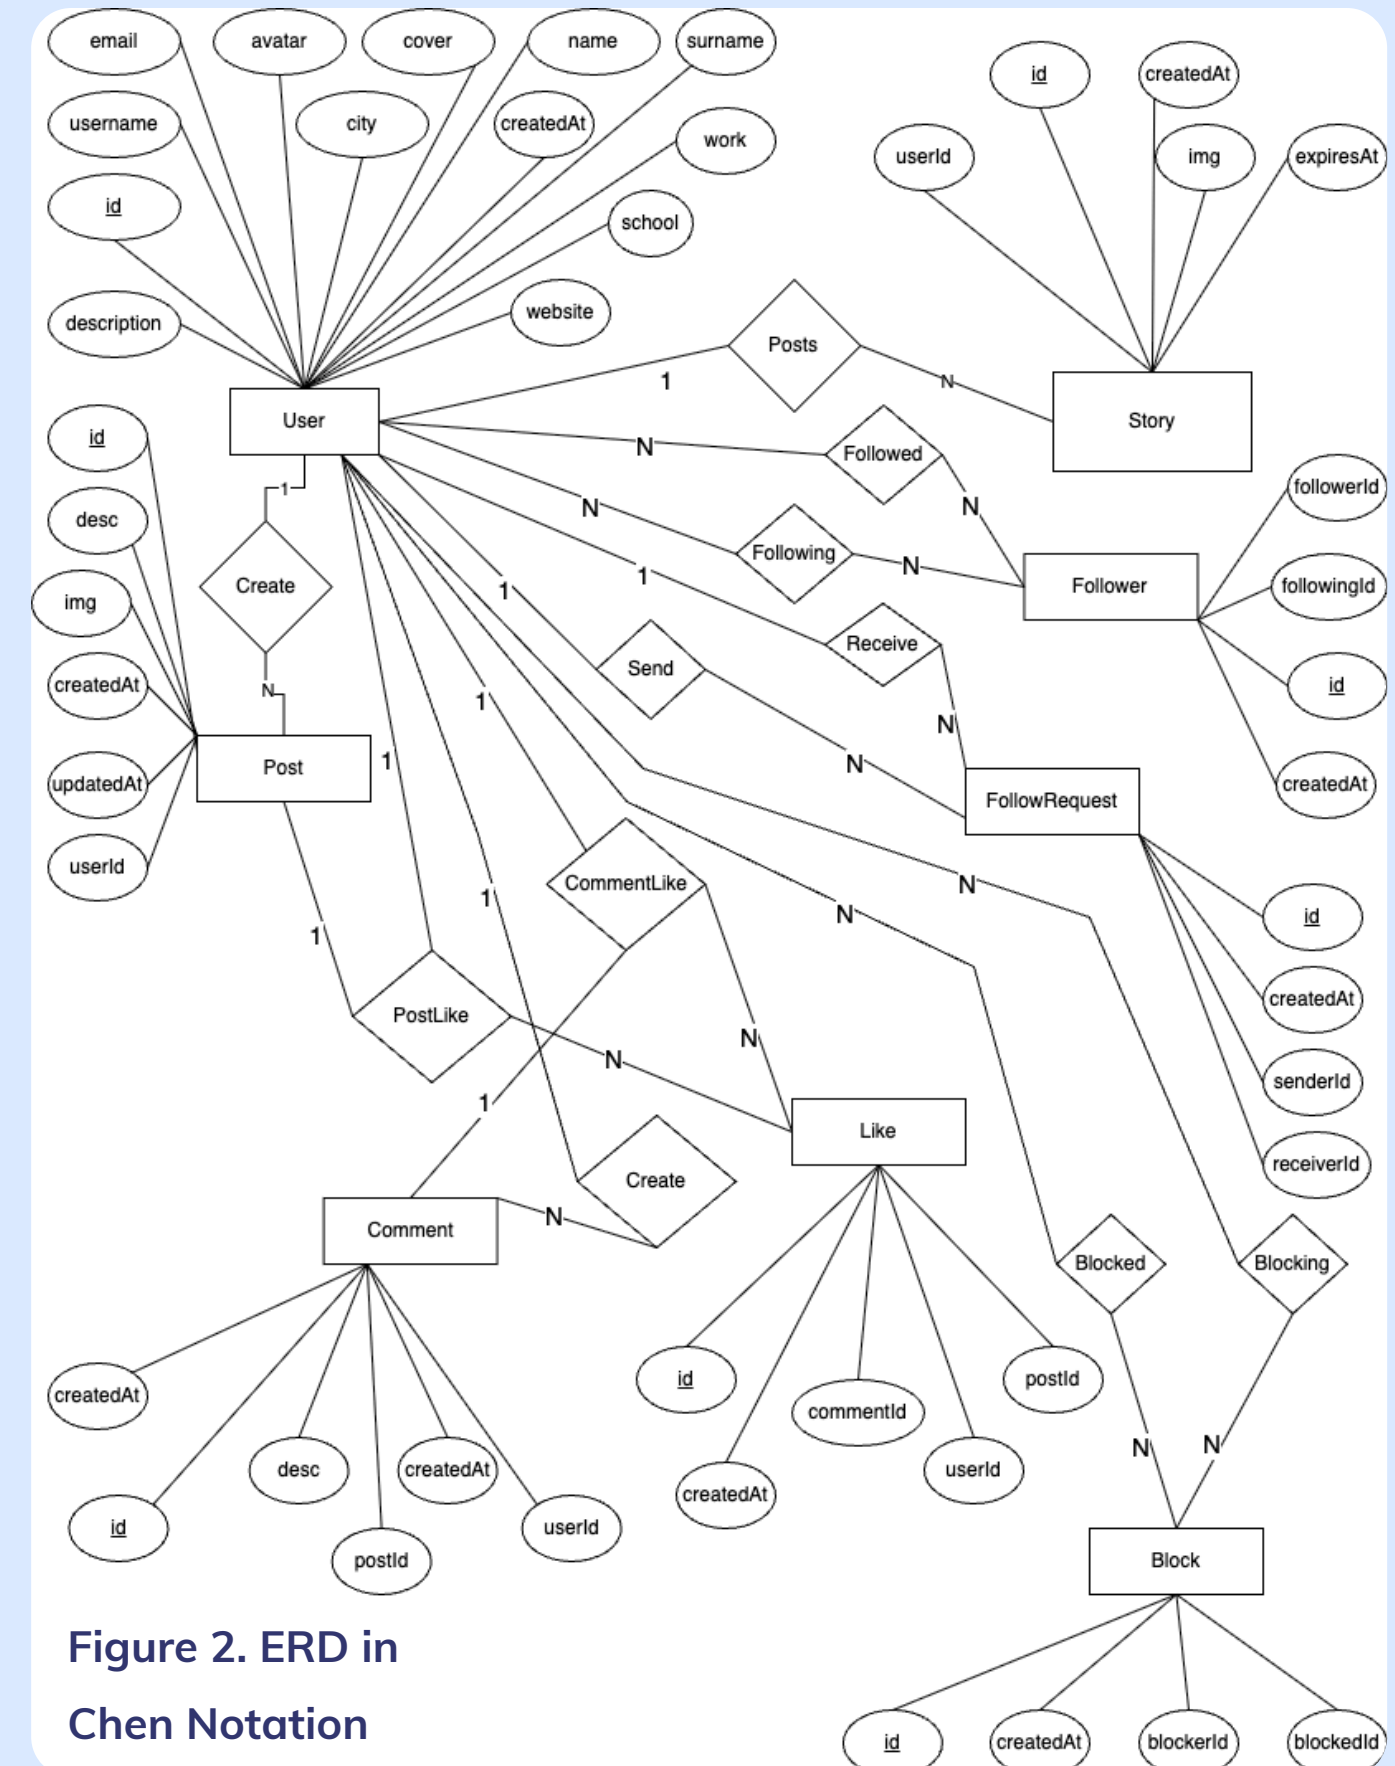 email
avatar
cover
name
surname
id
createdAt
username
city
createdAt
work
userId
img
expiresAt
id
school
description
website
Posts
1
N
User
Story
id
N
Followed
followerId
1
desc
N
N
Following
N
1
1
Create
Follower
followingId
img
Receive
Send
createdAt
id
N
1
N
N
1
Post
FollowRequest
createdAt
updatedAt
userId
CommentLike
N
1
N
id
1
PostLike
createdAt
N
N
senderId
1
Like
receiverId
Create
N
Comment
Blocked
Blocking
createdAt
id
postId
commentId
desc
createdAt
userId
N
N
createdAt
id
userId
postId
Block
Figure 2. ERD in
Chen Notation
id
createdAt
blockerId
blockedId